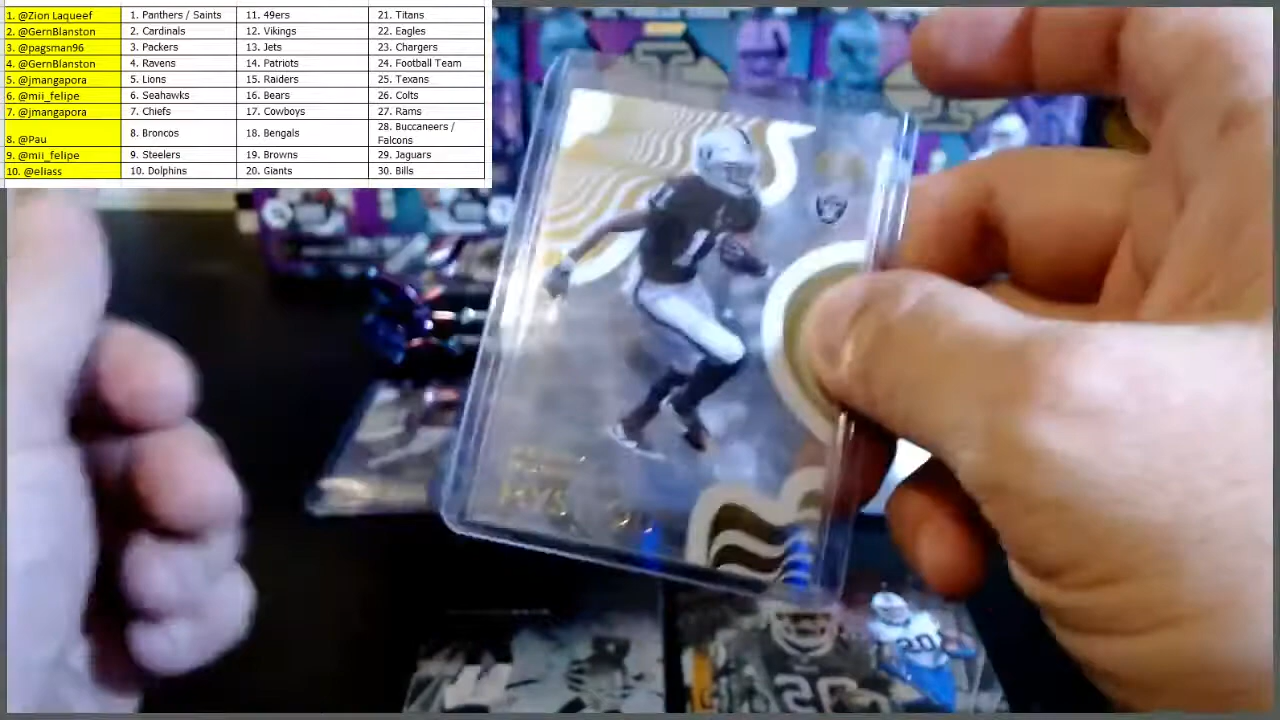 1. @Zion Laqueef 1. Panthers / Saints 11. 49ers 21. Titans
2. @GernBlanston 2. Cardinals 12. Vikings 22. Eagles
3. @pagsman96 3. Packers 13. Jets 23. Chargers
4. @GernBlanston 4. Ravens 14. Patriots 24. Football Team
5. @jmangapora 5. Lions 15. Raiders 25. Texans
6. @mii_felipe 6. Seahawks 16. Bears 26. Colts
7. @jmangapora 7. Chiefs 17. Cowboys 27. Rams
8. @Pau 8. Broncos 18. Bengals 28. Buccaneers / Falcons
9. @mii_felipe 9. Steelers 19. Browns 29. Jaguars
10. @eliass 10. Dolphins 20. Giants 30. Bills
20